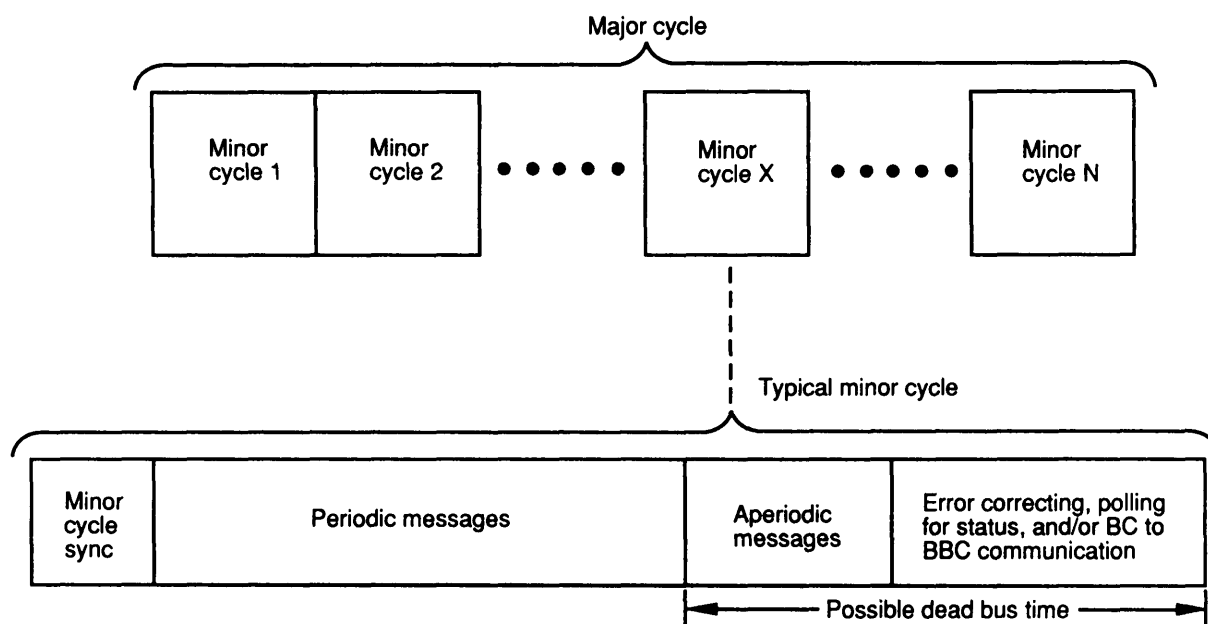 Major cycle
Minor
cycle 1
Minor
cycle 2
Minor
cycle X
Minor
cycle N
Typical minor cycle
Minor
cycle
sync
Periodic messages
Aperiodic
messages
Error correcting, polling
for status, and/or BC to
BBC communication
Possible dead bus time